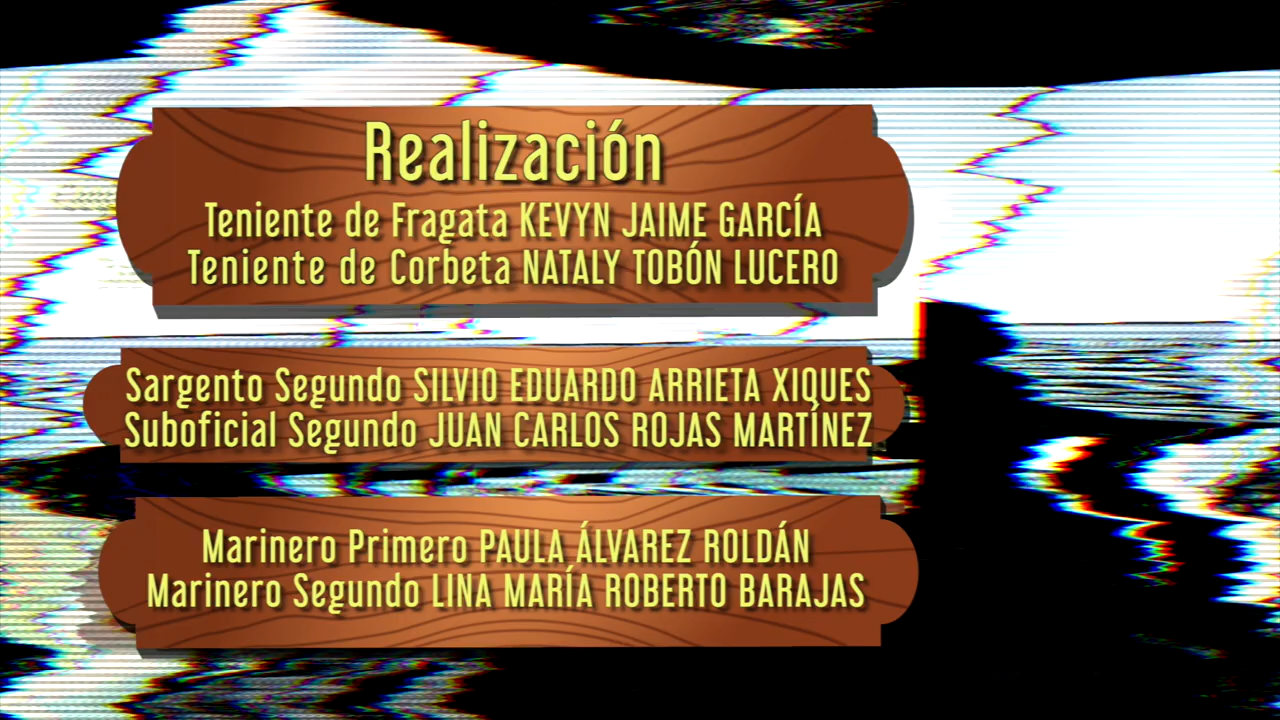 Realización
Teniente de Fragata KEVYN JAIME GARCÍA
Teniente de Corbeta NATALY TOBÓN LUCERO
Sargento Segundo SILVIO EDUARDO ARRIETA XIQUES
Suboficial Segundo JUAN CARLOS ROJAS MARTÍNEZ
Marinero Primero PAULA ÁLVAREZ ROLDÁN
Marinero Segundo LINA MARÍA ROBERTO BARAJAS